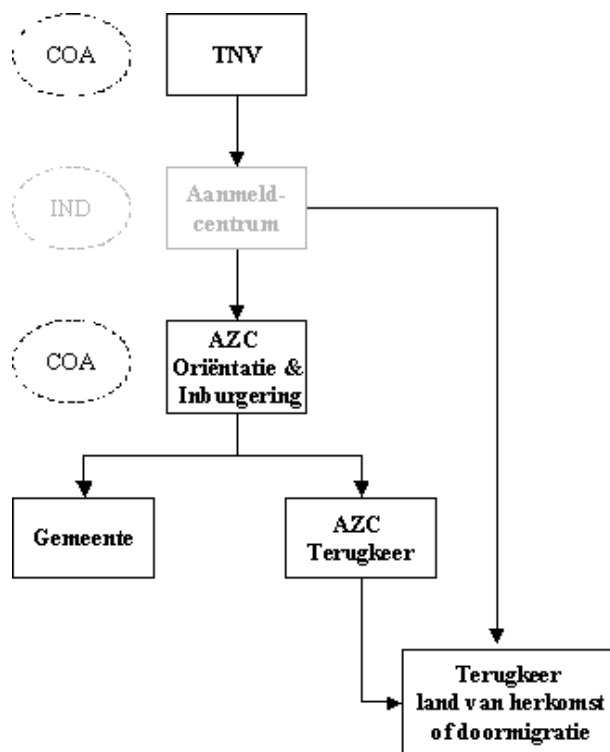 COA
TNV
IND
Aanmeld-
centrum
COA
AZC
Oriëntatie &
Inburgering
Gemeente
AZC
Terugkeer
Terugkeer
land van herkomst
of doormigratie